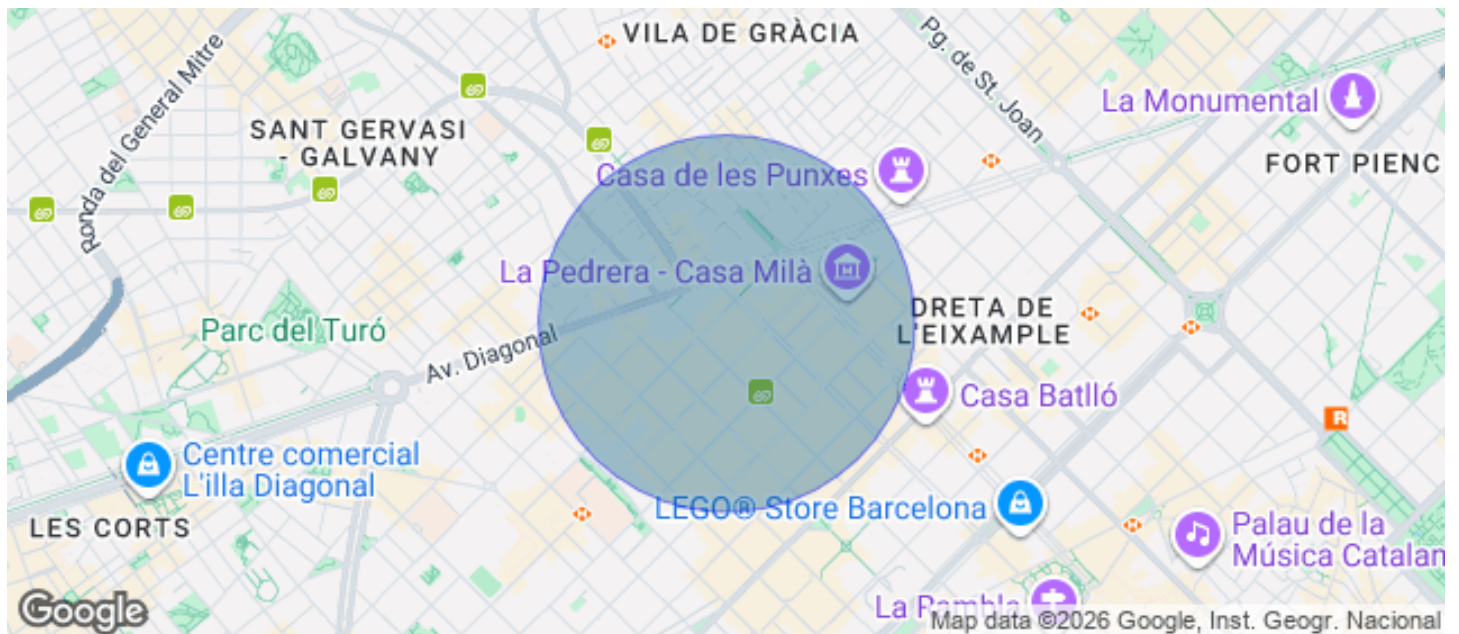 VILA DE GRÀCIA
Pg. de St. Joan
Ronda del General Mitre
La Monumental
SANT GERVASI
- GALVANY
FORT PIENC
Casa de les Punxes
La Pedrera - Casa Milà
DRETA DE
L'EIXAMPLE
Parc del Turó
Av. Diagonal
Casa Batlló
R
Centre comercial
L'illa Diagonal
LEGO® Store Barcelona
LES CORTS
Palau de la
Música Catalan
La Rambla
Google
Map data ©2026 Google, Inst. Geogr. Nacional